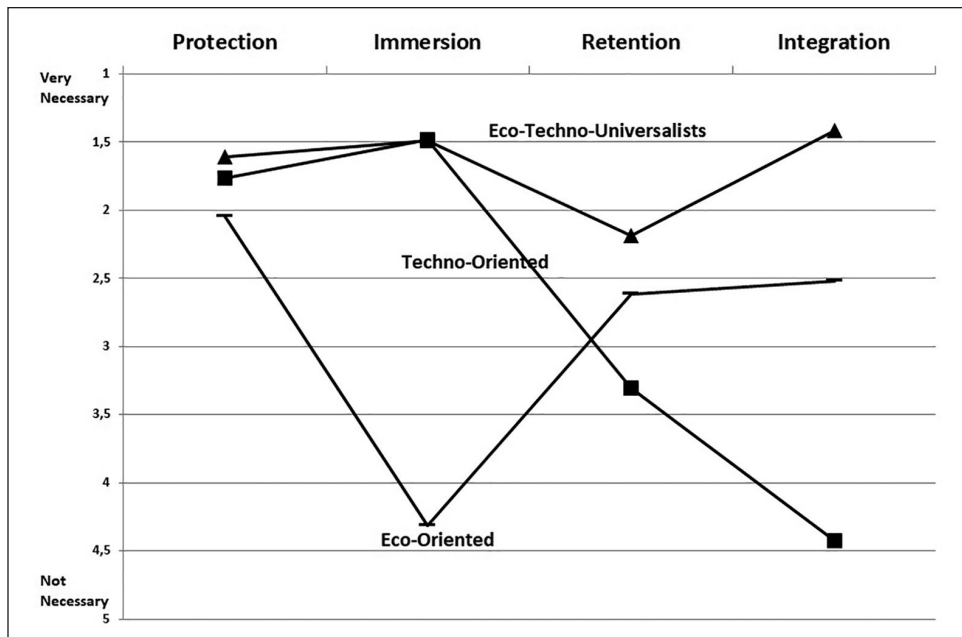 Protection Immersion Retention Integration
Very
Necessary
1
1,5
2
2,5
3
3,5
4
4,5
Not
Necessary
5
Eco-Techno-Universalists
Techno-Oriented
Eco-Oriented